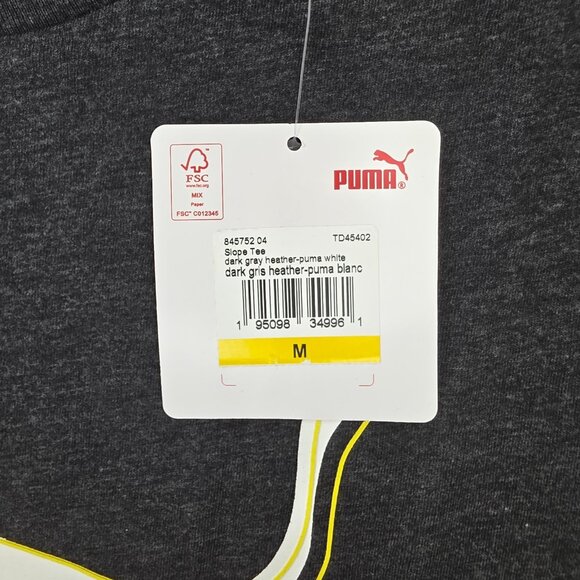 FSC
www.fsc.org
MIX
Paper
FSC™ C012345
PUMA®
845752 04 TD45402
Slope Tee
dark gray heather-puma white
dark gris heather-puma blanc
1 95098 34996 1
M